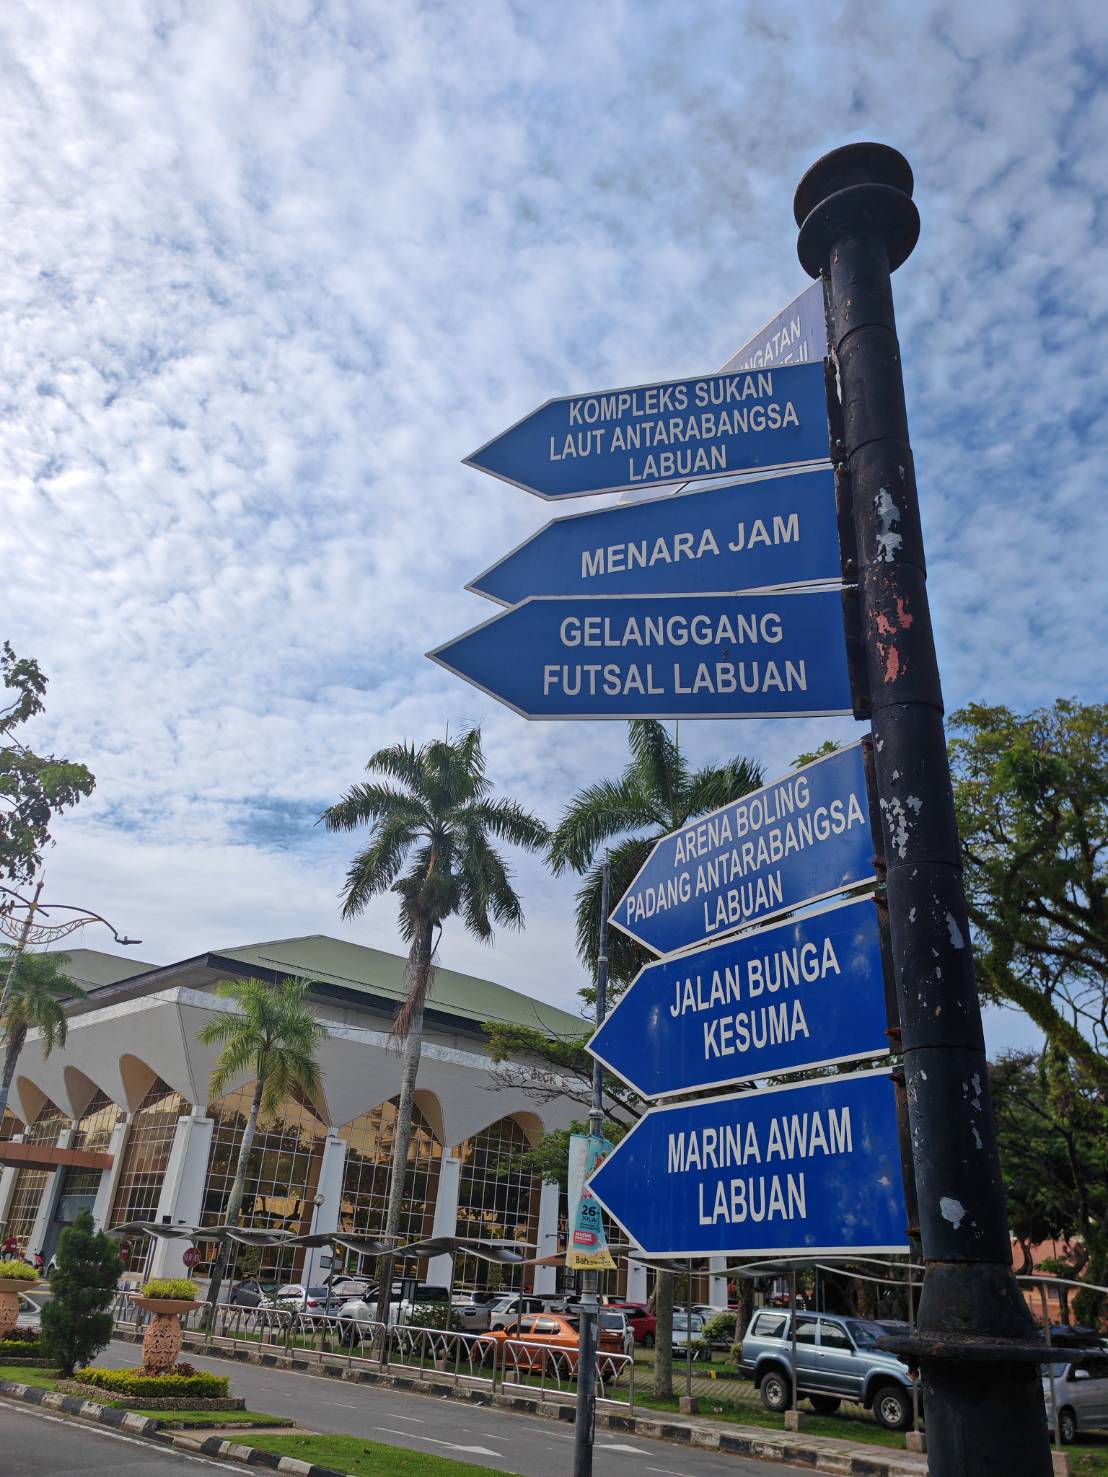 KOMPLEKS SUKAN
LAUT ANTARABANGSA
LABUAN
MENARA JAM
GELANGGANG
FUTSAL LABUAN
ARENA BOLING
PADANG ANTARABANGSA
LABUAN
JALAN BUNGA
KESUMA
MARINA AWAM
LABUAN
26